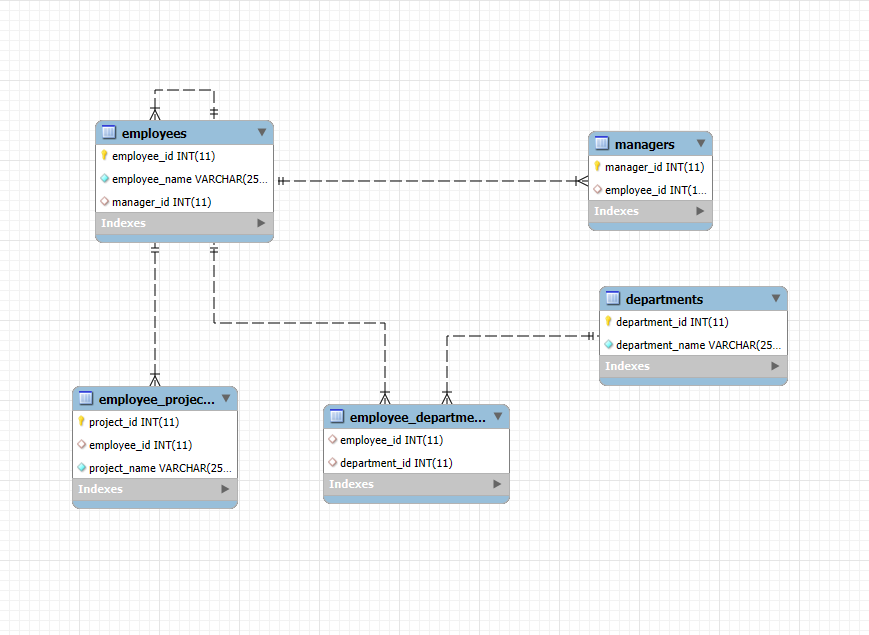 employees
employee_id INT(11)
employee_name VARCHAR(25...
manager_id INT(11)
Indexes
managers
manager_id INT(11)
employee_id INT(1...
Indexes
departments
department_id INT(11)
department_name VARCHAR(25...
Indexes
employee_projec...
project_id INT(11)
employee_id INT(11)
project_name VARCHAR(25...
Indexes
employee_departme...
employee_id INT(11)
department_id INT(11)
Indexes